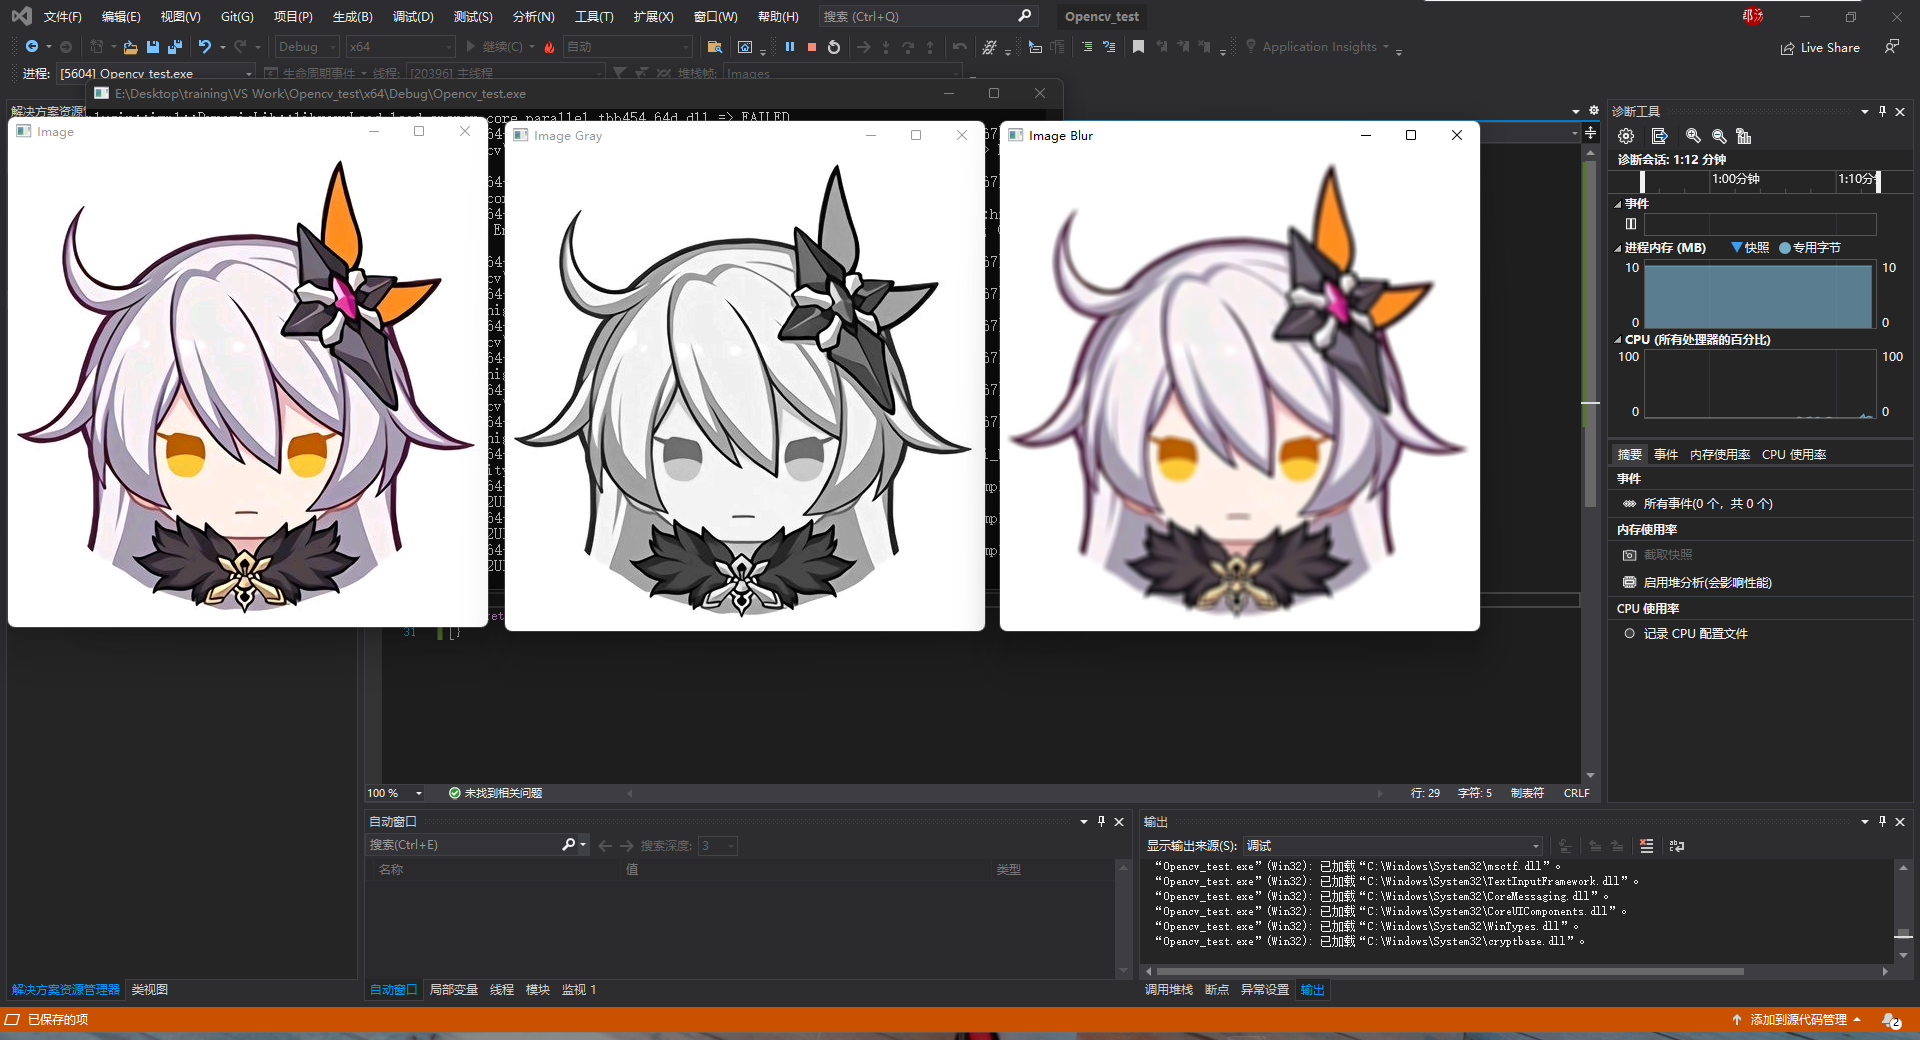 文件(F) 编辑(E) 视图(V) Git(G) 项目(P) 生成(B) 调试(D) 测试(S) 分析(N) 工具(T) 扩展(X) 窗口(W) 帮助(H) 搜索 (Ctrl+Q) Opencv_test
Debug x64 继续(C) 自动 Application Insights Live Share
进程: [5604] Opencv_test.exe 生命周期事件 线程: [20396] 主线程 堆栈帧: Images
E:\Desktop\training\VS Work\Opencv_test\x64\Debug\Opencv_test.exe
解决方案资源
Image
Image Gray
Image Blur
31 }
100 % 未找到相关问题 行: 29 字符: 5 制表符 CRLF
诊断工具
诊断会话: 1:12 分钟
1:00分钟 1:10分
事件
进程内存 (MB) 快照 专用字节
10 10
0 0
CPU (所有处理器的百分比)
100 100
0 0
摘要 事件 内存使用率 CPU 使用率
事件
所有事件(0 个，共 0 个)
内存使用率
截取快照
启用堆分析(会影响性能)
CPU 使用率
记录 CPU 配置文件
自动窗口
搜索(Ctrl+E) 搜索深度: 3
名称 值 类型
自动窗口 局部变量 线程 模块 监视 1
输出
显示输出来源(S): 调试
“Opencv_test.exe”(Win32): 已加载“C:\Windows\System32\msctf.dll”。
“Opencv_test.exe”(Win32): 已加载“C:\Windows\System32\TextInputFramework.dll”。
“Opencv_test.exe”(Win32): 已加载“C:\Windows\System32\CoreMessaging.dll”。
“Opencv_test.exe”(Win32): 已加载“C:\Windows\System32\CoreUIComponents.dll”。
“Opencv_test.exe”(Win32): 已加载“C:\Windows\System32\WinTypes.dll”。
“Opencv_test.exe”(Win32): 已加载“C:\Windows\System32\cryptbase.dll”。
调用堆栈 断点 异常设置 输出
解决方案资源管理器 类视图
已保存的项 添加到源代码管理 2